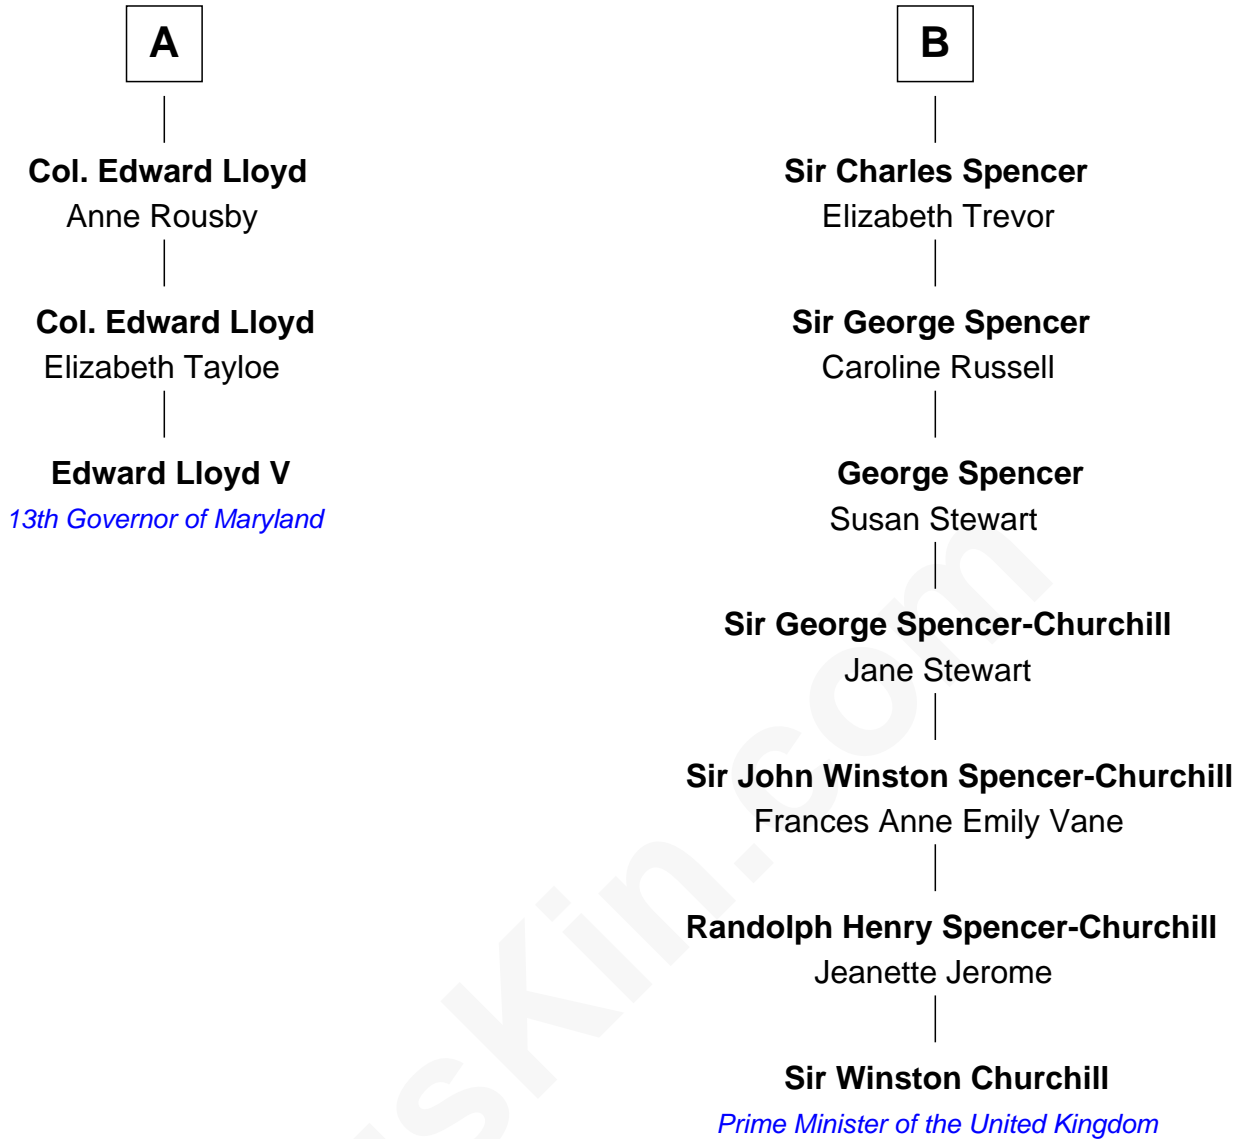 A
Col. Edward Lloyd
Anne Rousby
Col. Edward Lloyd
Elizabeth Tayloe
Edward Lloyd V
13th Governor of Maryland
B
Sir Charles Spencer
Elizabeth Trevor
Sir George Spencer
Caroline Russell
George Spencer
Susan Stewart
Sir George Spencer-Churchill
Jane Stewart
Sir John Winston Spencer-Churchill
Frances Anne Emily Vane
Randolph Henry Spencer-Churchill
Jeanette Jerome
Sir Winston Churchill
Prime Minister of the United Kingdom